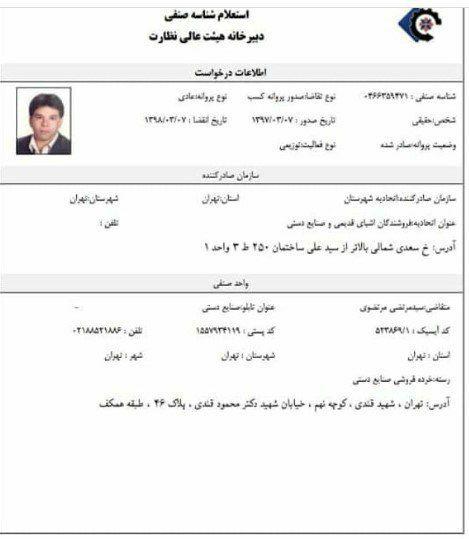 استعلام شناسه صنفی
دبیرخانه هیئت عالی نظارت
اطلاعات درخواست
شناسه صنفی : ۰۴۶۶۳۵۹۴۷۱ نوع تقاضا:صدور پروانه کسب نوع پروانه:عادی
شخص:حقیقی تاریخ صدور : ۱۳۹۷/۰۳/۰۷ تاریخ انقضا : ۱۳۹۸/۰۳/۰۷
وضعیت پروانه:صادر شده نوع فعالیت:توزیعی
سازمان صادرکننده
سازمان صادرکننده:اتحادیه شهرستان استان:تهران شهرستان:تهران
عنوان اتحادیه:فروشندگان اشیای قدیمی و صنایع دستی تلفن :
آدرس: خ سعدی شمالی بالاتر از سید علی ساختمان ۲۵۰ ط ۳ واحد ۱
واحد صنفی
متقاضی:سیدمرتضی مرتضوی عنوان تابلو:صنایع دستی -
کد آیسیک : ۵۲۳۸۶۹/۱ کد پستی : ۱۵۵۷۹۳۴۱۱۹ تلفن : ۰۲۱۸۸۵۲۱۸۸۶
استان : تهران شهرستان : تهران شهر : تهران
رسته:خرده فروشی صنایع دستی
آدرس: تهران ، شهید قندی ، کوچه نهم ، خیابان شهید دکتر محمود قندی ، پلاک ۴۶ ، طبقه همکف